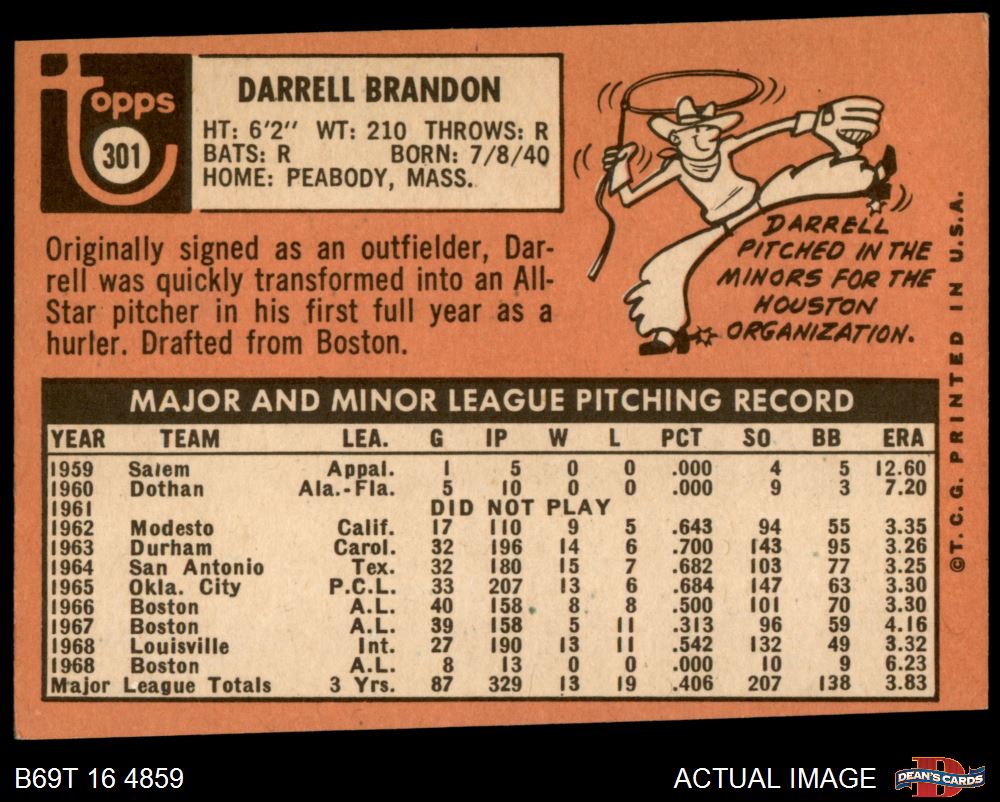 Topps
301
DARRELL BRANDON
HT: 6'2" WT: 210 THROWS: R
BATS: R BORN: 7/8/40
HOME: PEABODY, MASS.
Originally signed as an outfielder, Dar-
rell was quickly transformed into an All-
Star pitcher in his first full year as a
hurler. Drafted from Boston.
DARRELL
PITCHED IN THE
MINORS FOR THE
HOUSTON
ORGANIZATION.
MAJOR AND MINOR LEAGUE PITCHING RECORD
YEAR TEAM LEA. G IP W L PCT SO BB ERA
1959 Salem Appal. 1 5 0 0 .000 4 5 12.60
1960 Dothan Ala.-Fla. 5 10 0 0 .000 9 3 7.20
1961 DID NOT PLAY
1962 Modesto Calif. 17 110 9 5 .643 94 55 3.35
1963 Durham Carol. 32 196 14 6 .700 143 95 3.26
1964 San Antonio Tex. 32 180 15 7 .682 103 77 3.25
1965 Okla. City P.C.L. 33 207 13 6 .684 147 63 3.30
1966 Boston A.L. 40 158 8 8 .500 101 70 3.30
1967 Boston A.L. 39 158 5 11 .313 96 59 4.16
1968 Louisville Int. 27 190 13 11 .542 132 49 3.32
1968 Boston A.L. 8 13 0 0 .000 10 9 6.23
Major League Totals 3 Yrs. 87 329 13 19 .406 207 138 3.83
©T. C. G. PRINTED IN U.S.A.
B69T 16 4859
ACTUAL IMAGE
D
DEAN'S CARDS